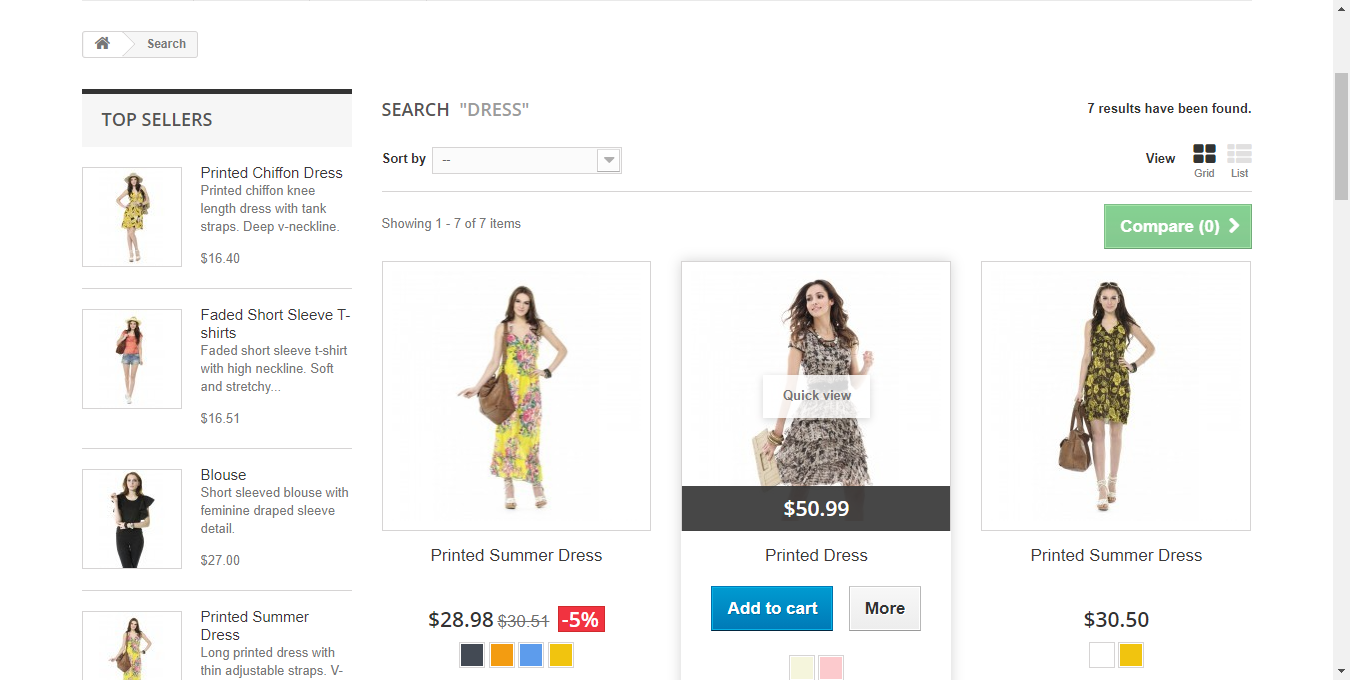 Search
TOP SELLERS
Printed Chiffon Dress
Printed chiffon knee
length dress with tank
straps. Deep v-neckline.
$16.40
Faded Short Sleeve T-
shirts
Faded short sleeve t-shirt
with high neckline. Soft
and stretchy...
$16.51
Blouse
Short sleeved blouse with
feminine draped sleeve
detail.
$27.00
Printed Summer
Dress
Long printed dress with
thin adjustable straps. V-
SEARCH "DRESS"
7 results have been found.
Sort by --
View
Grid
List
Showing 1 - 7 of 7 items
Compare (0)
Printed Summer Dress
$28.98 $30.51 -5%
Quick view
$50.99
Printed Dress
Add to cart
More
Printed Summer Dress
$30.50